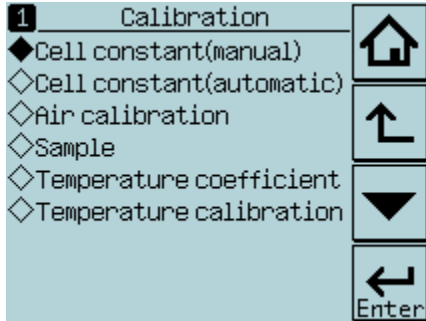 1 Calibration
Cell constant(manual)
Cell constant(automatic)
Air calibration
Sample
Temperature coefficient
Temperature calibration
Enter